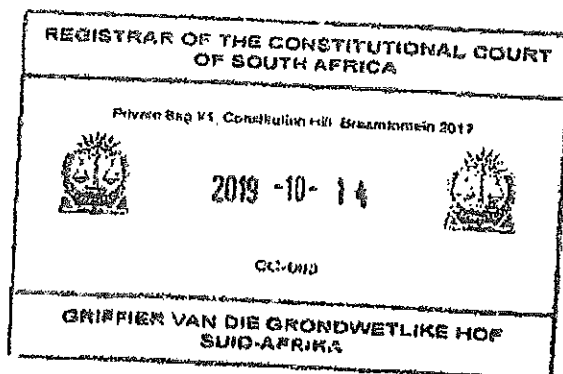 REGISTRAR OF THE CONSTITUTIONAL COURT
OF SOUTH AFRICA
Private Bag X1, Constitution Hill Braamfontein 2017
2019 -10- 14
GRIFFIER VAN DIE GRONDWETLIKE HOF
SUID-AFRIKA